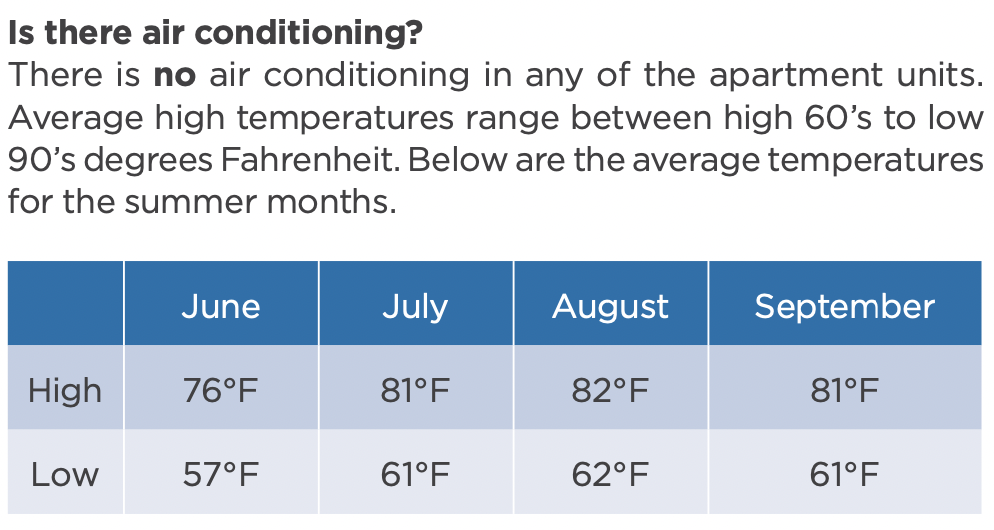 Is there air conditioning?
There is no air conditioning in any of the apartment units.
Average high temperatures range between high 60’s to low
90’s degrees Fahrenheit. Below are the average temperatures
for the summer months.
June July August September
High 76°F 81°F 82°F 81°F
Low 57°F 61°F 62°F 61°F